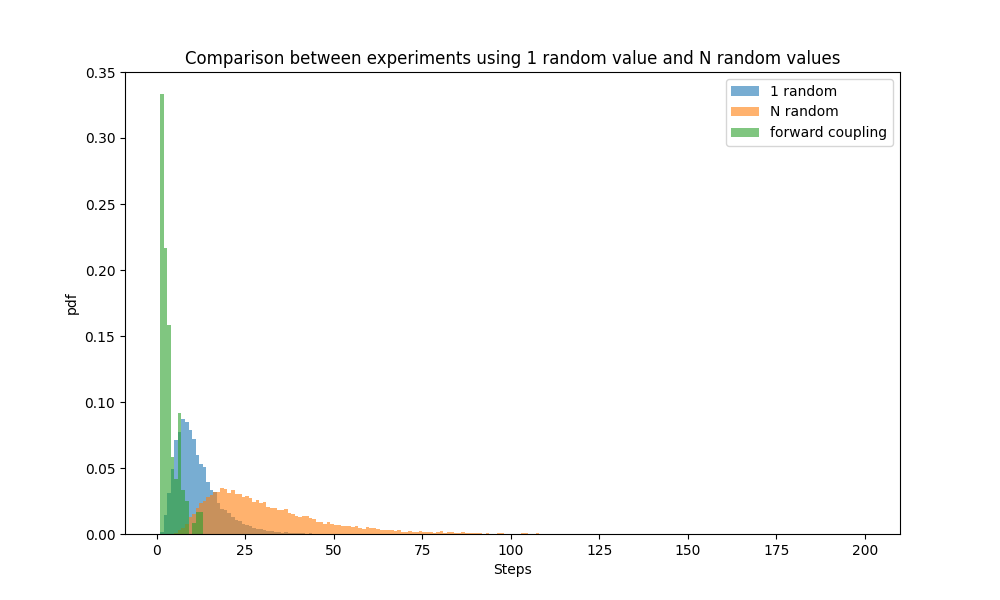 Comparison between experiments using 1 random value and N random values
0.35
0.30
0.25
0.20
0.15
0.10
0.05
0.00
pdf
1 random
N random
forward coupling
0 25 50 75 100 125 150 175 200
Steps